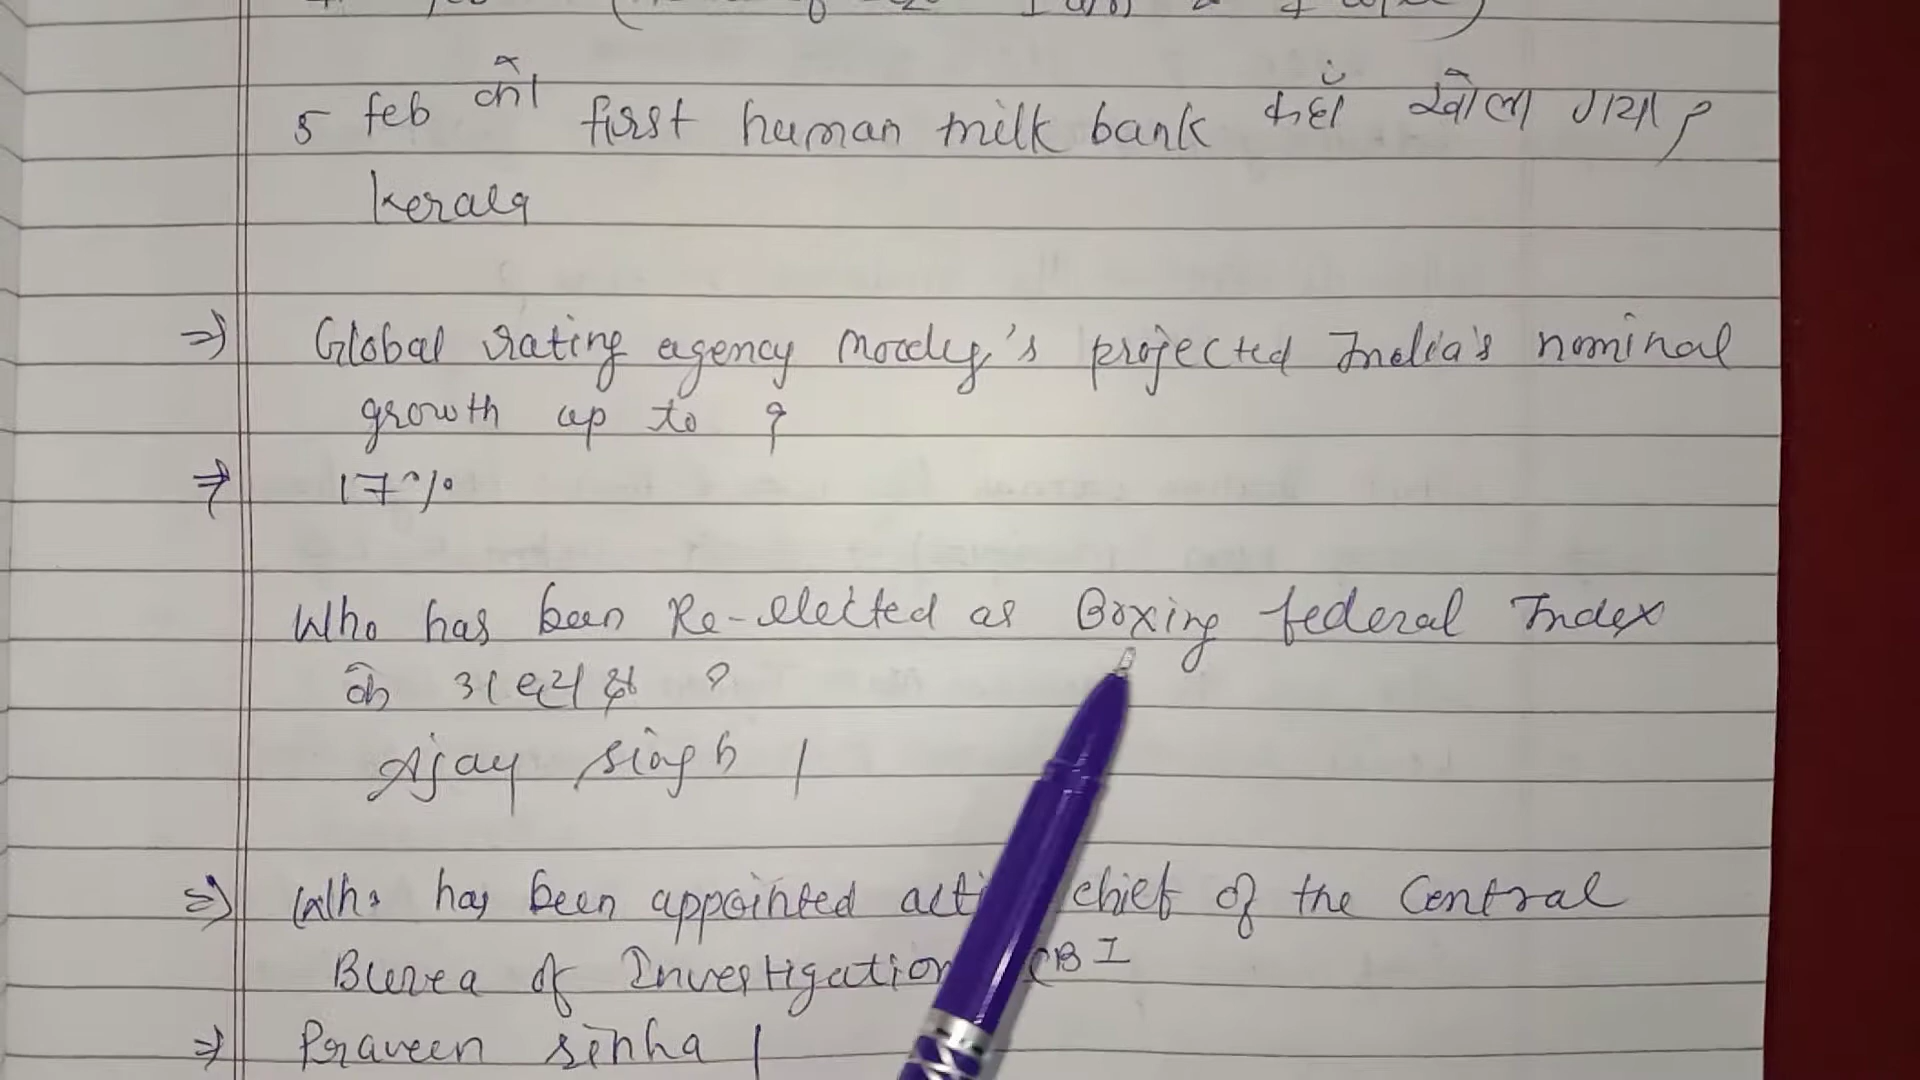 5 feb को first human milk bank कहाँ खोला गया ?
Kerala
⇒ Global rating agency moody's projected India's nominal
growth up to ?
⇒ 17%
Who has been Re-elected as Boxing federal Index
के अध्यक्ष ?
Ajay singh |
⇒ Who has been appointed chief of the Central
Burea of Investigation CBI
⇒ Praveen sinha |